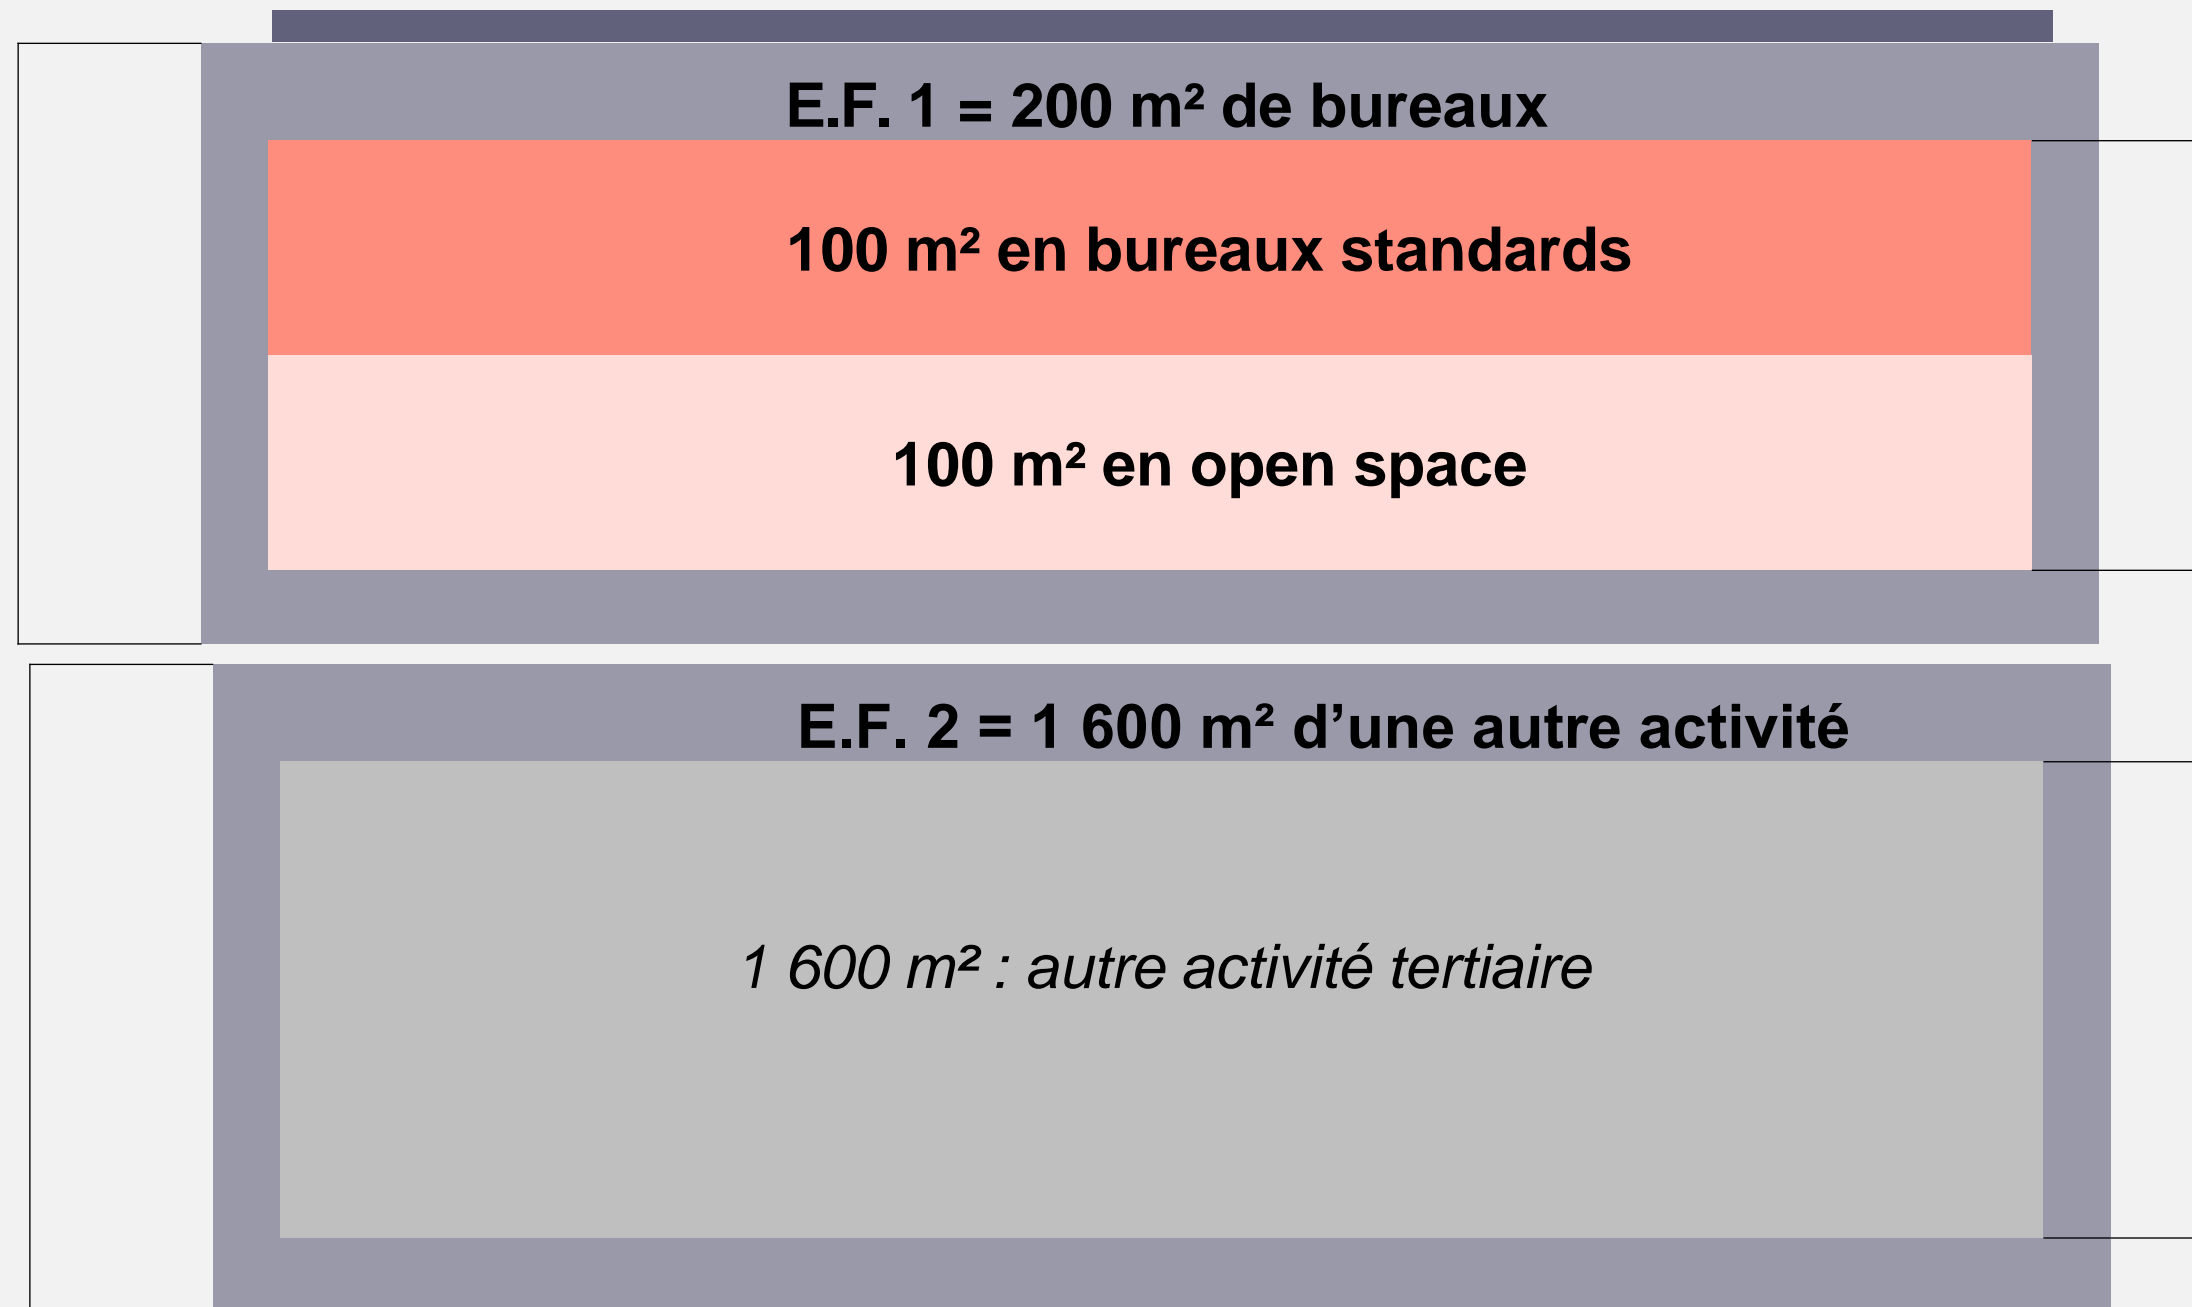 E.F. 1 = 200 m² de bureaux
100 m² en bureaux standards
100 m² en open space
E.F. 2 = 1 600 m² d’une autre activité
1 600 m² : autre activité tertiaire